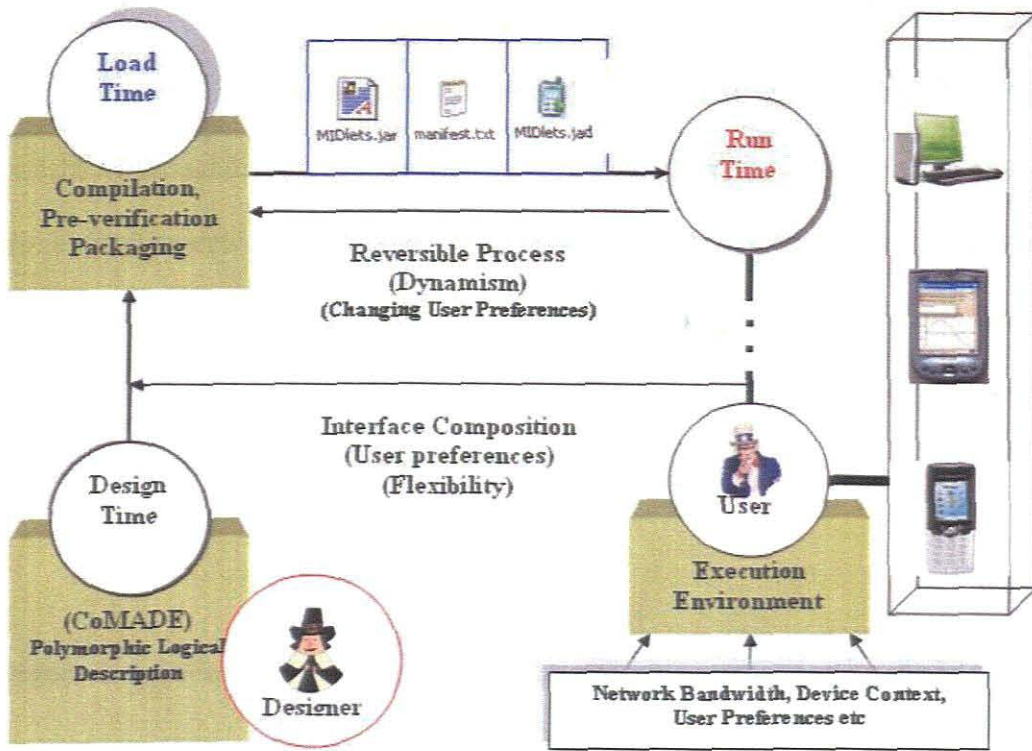 Load
Time
MIDlets.jar
manifest.txt
MIDlets.jad
Run
Time
Compilation,
Pre-verification
Packaging
Reversible Process
(Dynamism)
(Changing User Preferences)
Interface Composition
(User preferences)
(Flexibility)
Design
Time
User
Execution
Environment
(CoMADE)
Polymorphic Logical
Description
Designer
Network Bandwidth, Device Context,
User Preferences etc